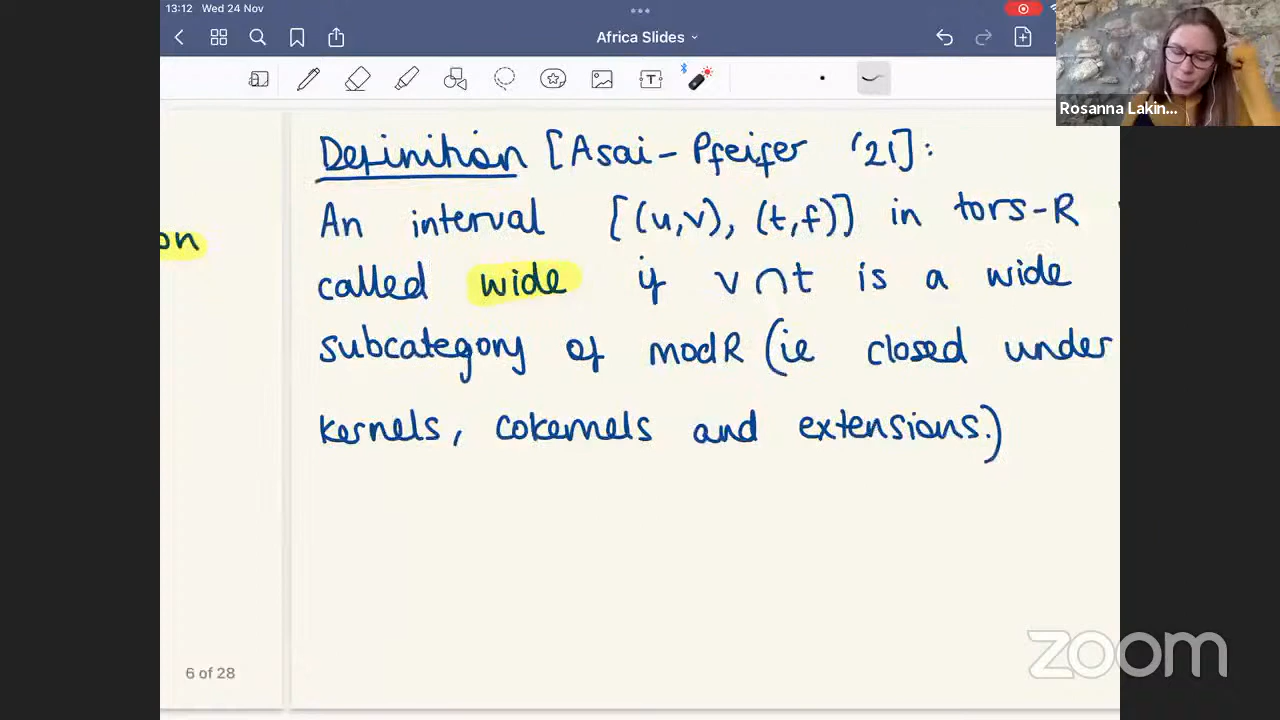 13:12 Wed 24 Nov
Africa Slides
T
Rosanna Lakin...
on
Definition [Asai - Pfeifer '21]:
An interval [(u,v), (t,f)] in tors-R
called wide if v∩t is a wide
subcategory of modR (ie closed under
kernels, cokernels and extensions.)
6 of 28
zoom